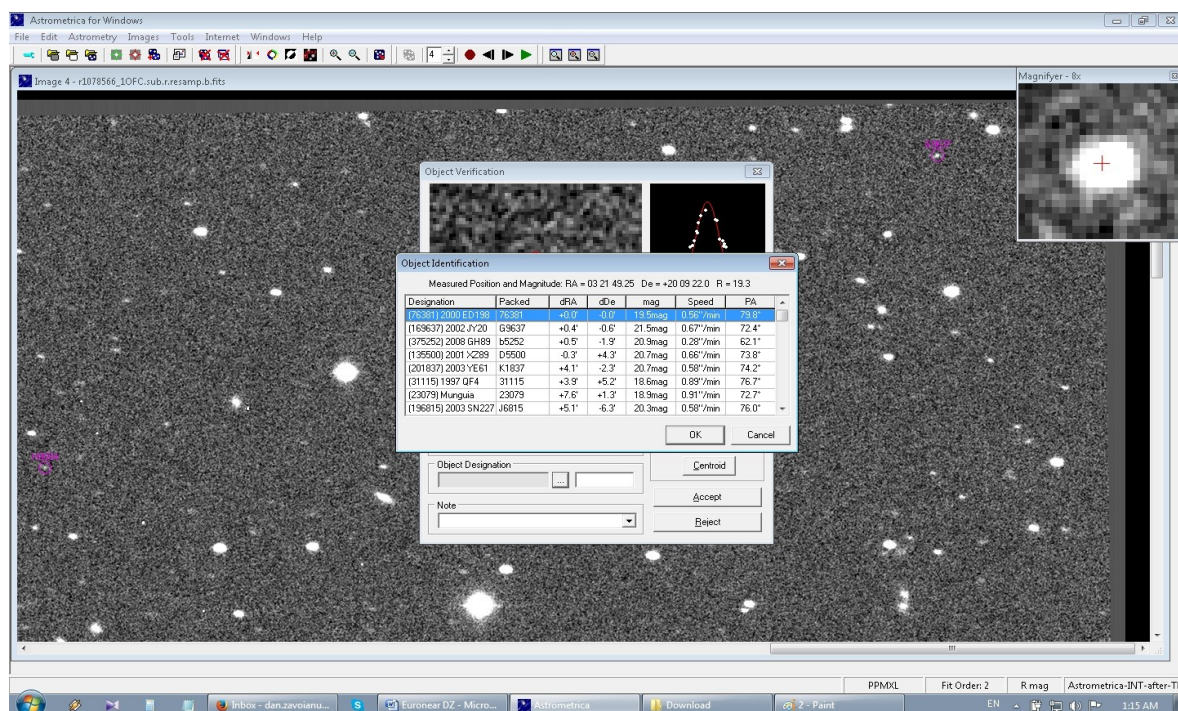 Astrometrica for Windows
File Edit Astrometry Images Tools Internet Windows Help
4
Image 4 - r1078566_1OFC.sub.r.resamp.b.fits
Magnifyer - 8x
Object Verification
Object Identification
Measured Position and Magnitude: RA = 03 21 49.25 De = +20 09 22.0 R = 19.3
Designation Packed dRA dDe mag Speed PA
(76381) 2000 ED198 76381 +0.0' -0.0' 19.5mag 0.56"/min 79.8°
(169637) 2002 JY20 G9637 +0.4' -0.6' 21.5mag 0.67"/min 72.4°
(375252) 2008 GH89 b5252 +0.5' -1.9' 20.9mag 0.28"/min 62.1°
(135500) 2001 XZ89 D5500 -0.3' +4.3' 20.7mag 0.66"/min 73.8°
(201837) 2003 YE61 K1837 +4.1' -2.3' 20.7mag 0.58"/min 74.2°
(31115) 1997 QF4 31115 +3.9' +5.2' 18.6mag 0.89"/min 76.7°
(23079) Munguia 23079 +7.6' +1.3' 18.9mag 0.91"/min 72.7°
(196815) 2003 SN227 J6815 +5.1' -6.3' 20.3mag 0.58"/min 76.0°
OK Cancel
Object Designation
...
Centroid
Accept
Note
Reject
PPMXL Fit Order: 2 R mag Astrometrica-INT-after-T
Inbox - dan.zavoianu... Euronear DZ - Micro... Astrometrica Download 2 - Paint EN 1:15 AM